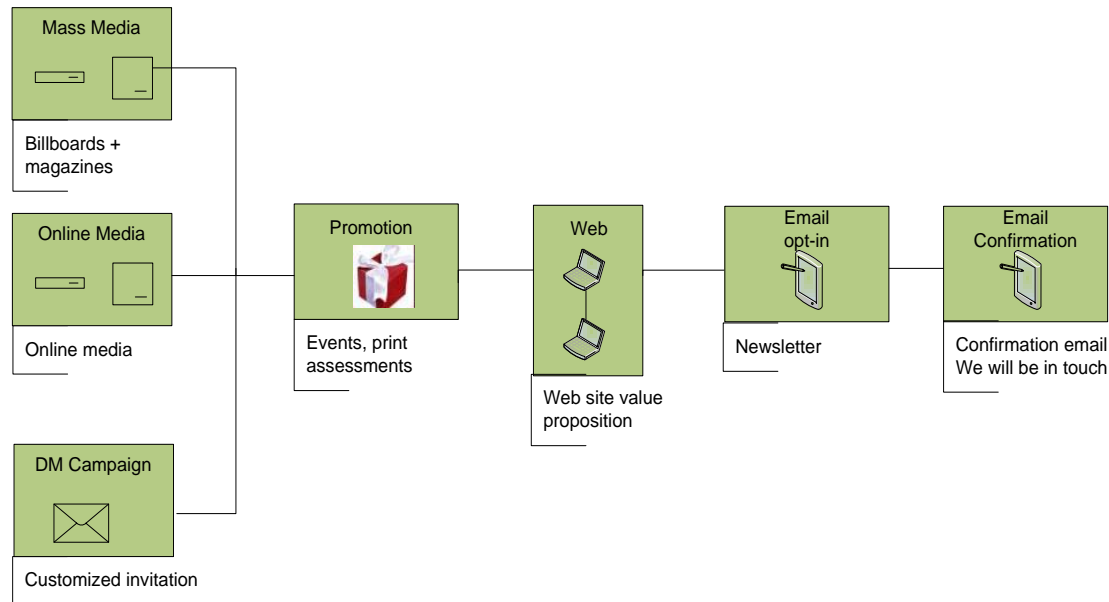 Mass Media
Billboards +
magazines
Online Media
Online media
DM Campaign
Customized invitation
Promotion
Events, print
assessments
Web
Web site value
proposition
Email
opt-in
Newsletter
Email
Confirmation
Confirmation email
We will be in touch